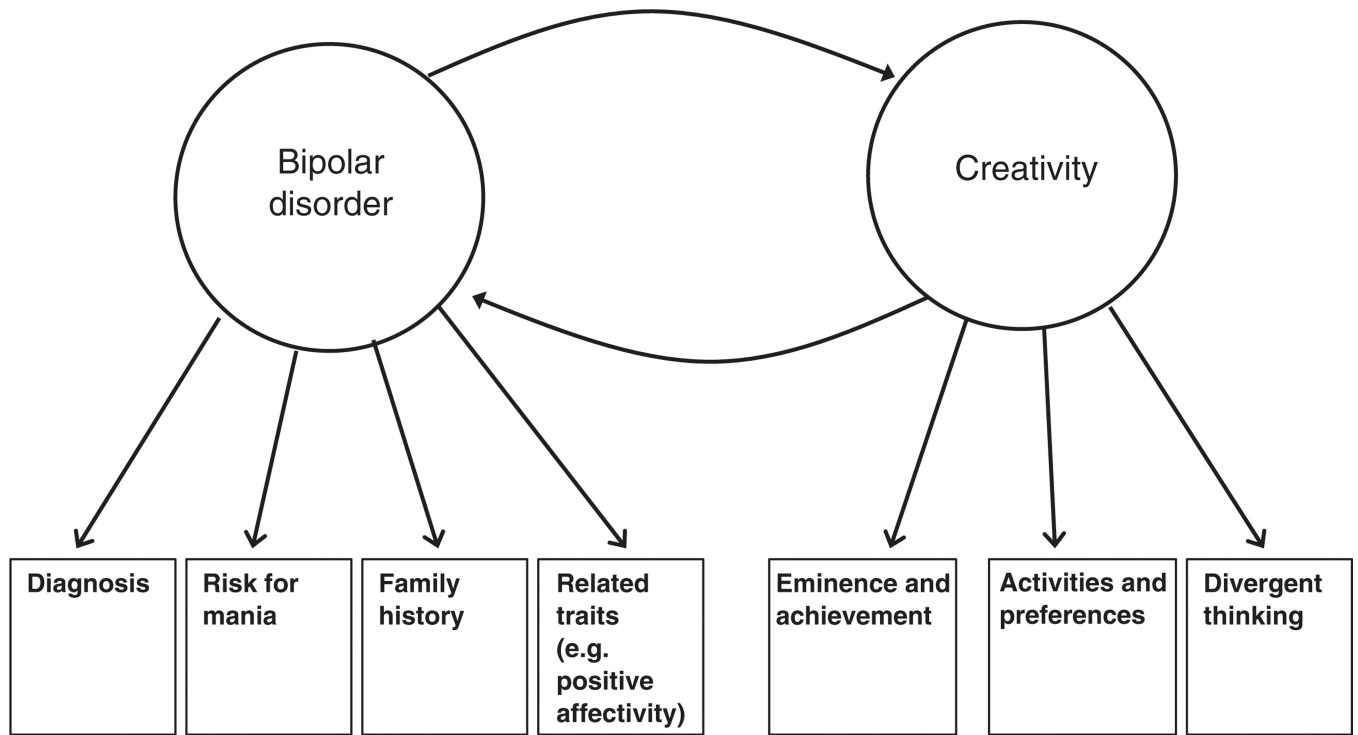 Bipolar
disorder
Creativity
Diagnosis
Risk for
mania
Family
history
Related
traits
(e.g.
positive
affectivity)
Eminence and
achievement
Activities and
preferences
Divergent
thinking